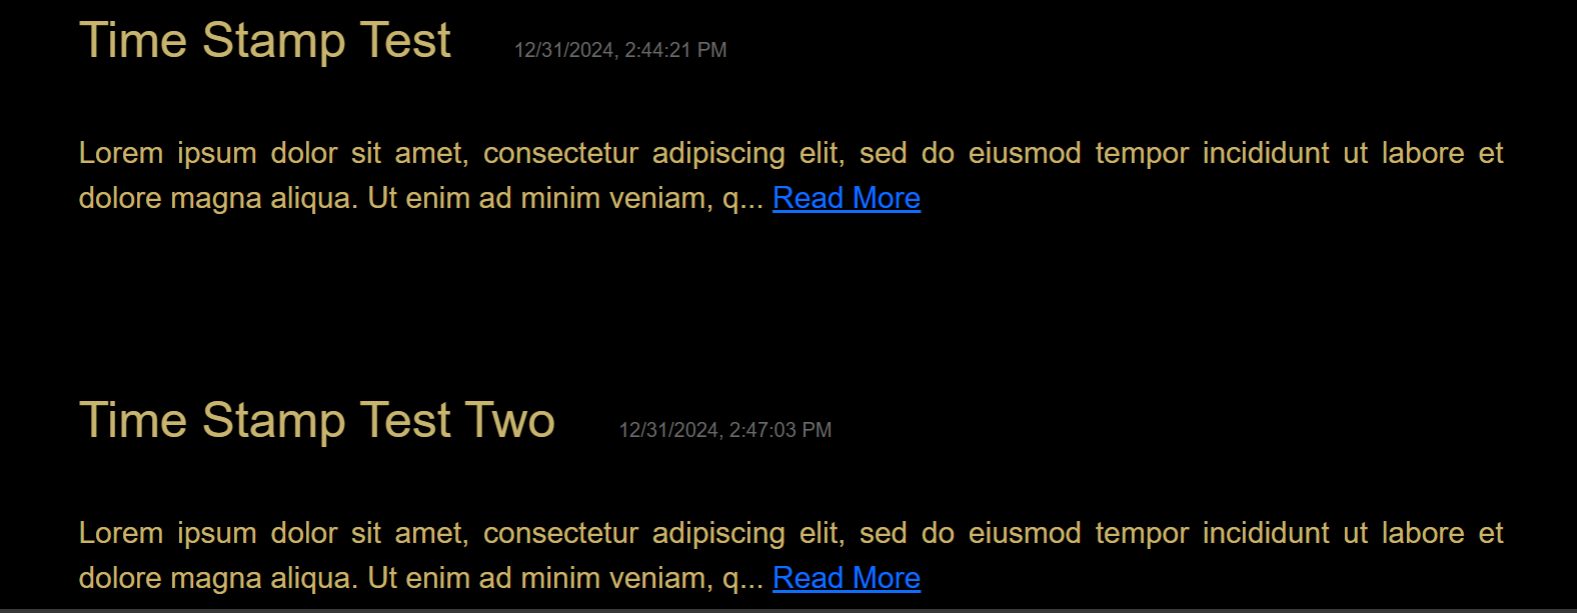 Time Stamp Test 12/31/2024, 2:44:21 PM
Lorem ipsum dolor sit amet, consectetur adipiscing elit, sed do eiusmod tempor incididunt ut labore et
dolore magna aliqua. Ut enim ad minim veniam, q... Read More
Time Stamp Test Two 12/31/2024, 2:47:03 PM
Lorem ipsum dolor sit amet, consectetur adipiscing elit, sed do eiusmod tempor incididunt ut labore et
dolore magna aliqua. Ut enim ad minim veniam, q... Read More